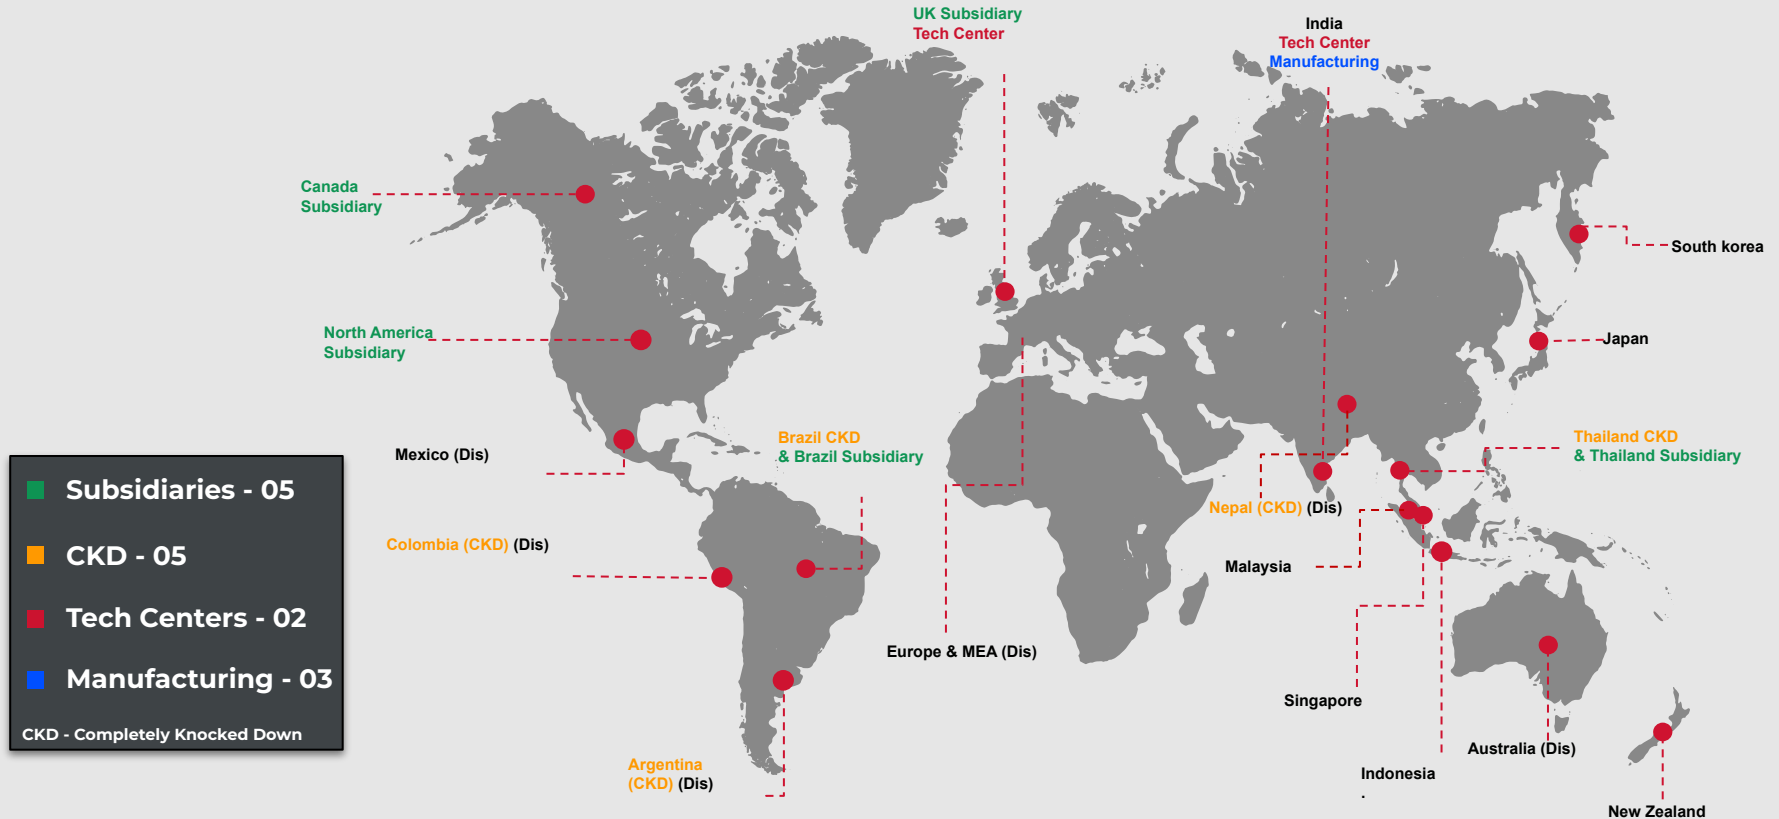 UK Subsidiary
Tech Center
India
Tech Center
Manufacturing
Canada
Subsidiary
South korea
North America
Subsidiary
Japan
Mexico (Dis)
Brazil CKD
& Brazil Subsidiary
Thailand CKD
& Thailand Subsidiary
Subsidiaries - 05
CKD - 05
Tech Centers - 02
Manufacturing - 03
CKD - Completely Knocked Down
Nepal (CKD) (Dis)
Colombia (CKD) (Dis)
Malaysia
Europe & MEA (Dis)
Singapore
Australia (Dis)
Argentina
(CKD) (Dis)
Indonesia
.
New Zealand